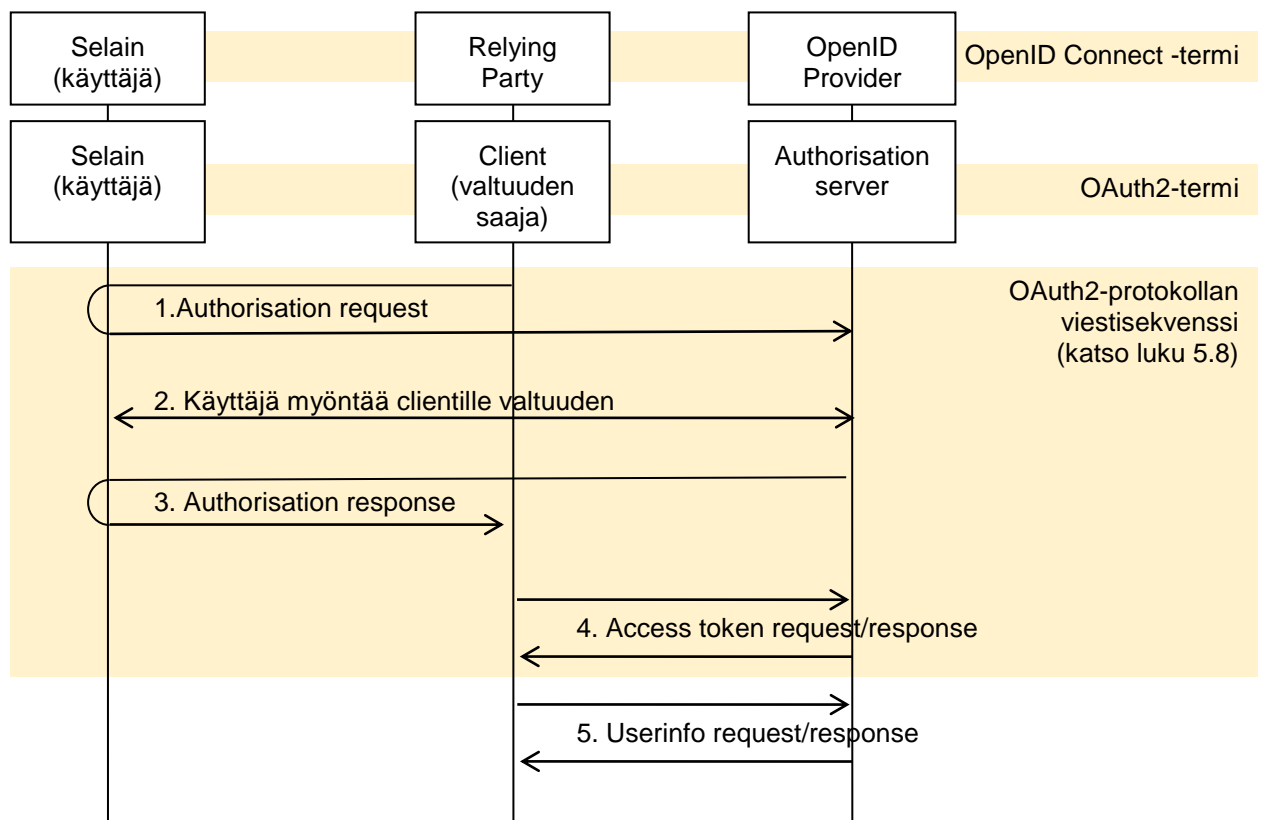 Selain
(käyttäjä)
Relying
Party
OpenID
Provider
OpenID Connect -termi
Selain
(käyttäjä)
Client
(valtuuden
saaja)
Authorisation
server
OAuth2-termi
OAuth2-protokollan
viestisekvenssi
(katso luku 5.8)
1.Authorisation request
2. Käyttäjä myöntää clientille valtuuden
3. Authorisation response
4. Access token request/response
5. Userinfo request/response